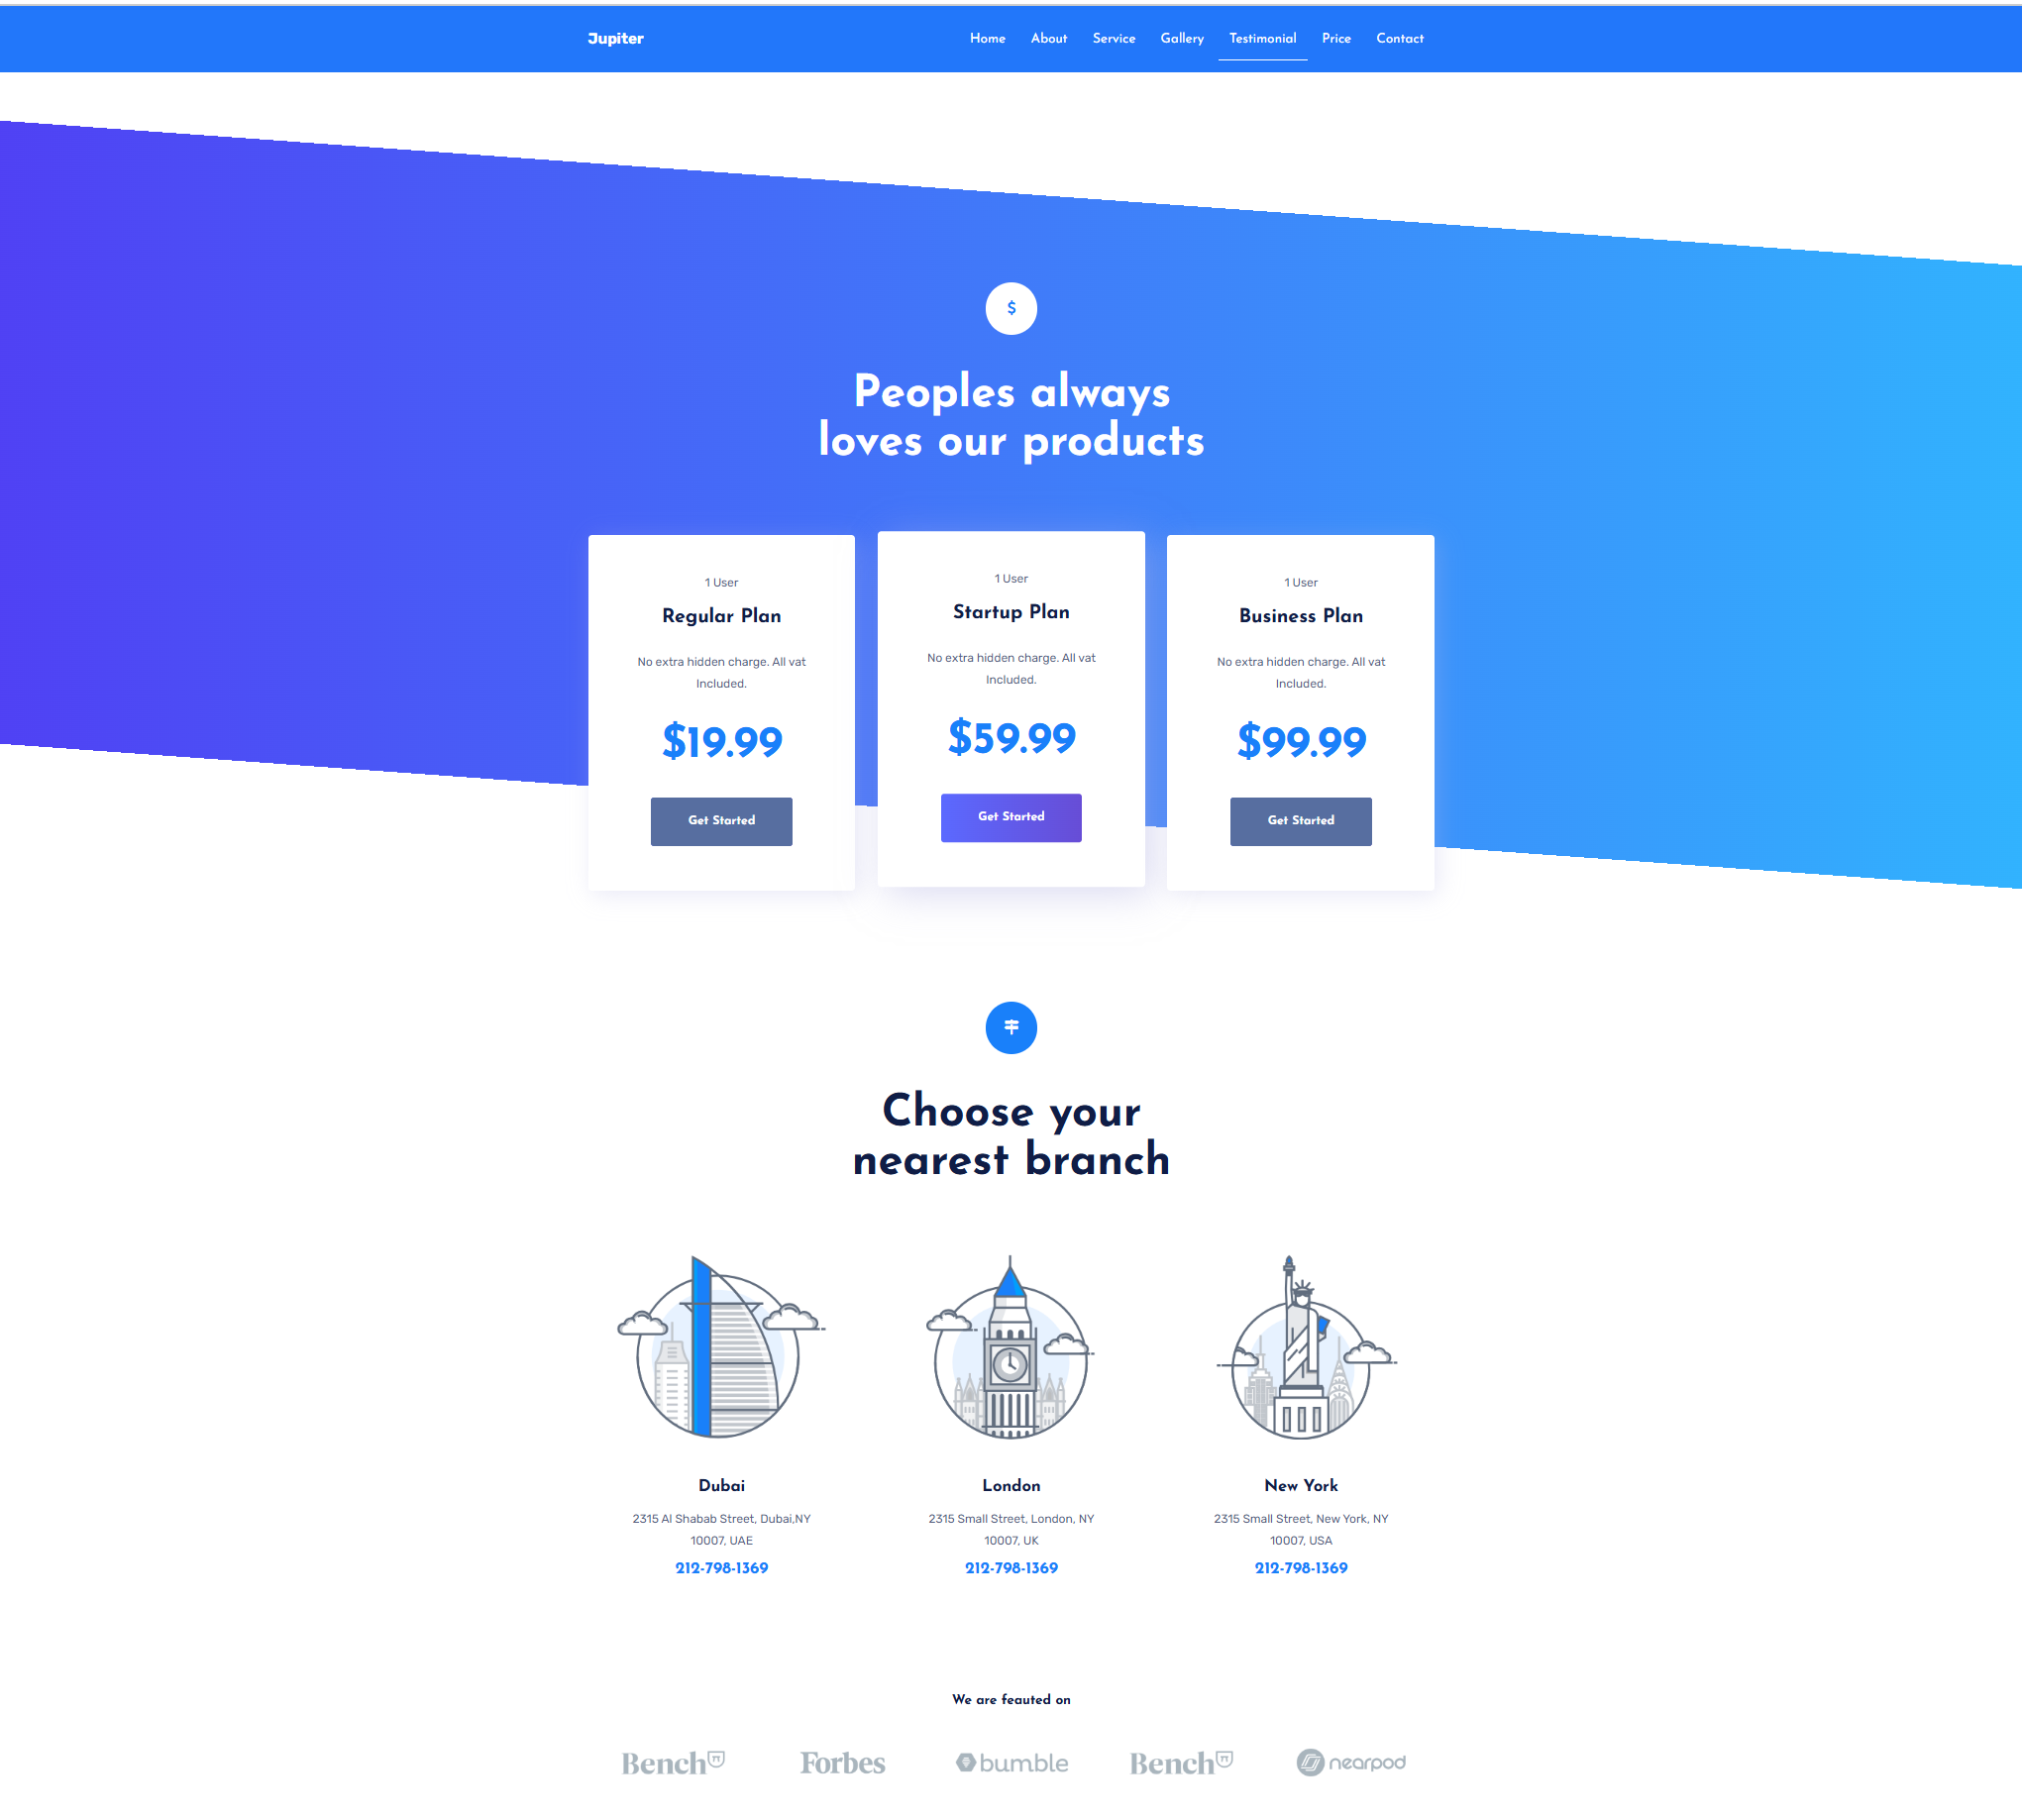 Jupiter
Home About Service Gallery Testimonial Price Contact
$
Peoples always
loves our products
1 User
Regular Plan
No extra hidden charge. All vat
Included.
$19.99
Get Started
1 User
Startup Plan
No extra hidden charge. All vat
Included.
$59.99
Get Started
1 User
Business Plan
No extra hidden charge. All vat
Included.
$99.99
Get Started
Choose your
nearest branch
Dubai
2315 Al Shabab Street, Dubai,NY
10007, UAE
212-798-1369
London
2315 Small Street, London, NY
10007, UK
212-798-1369
New York
2315 Small Street, New York, NY
10007, USA
212-798-1369
We are feauted on
Bench
Forbes
bumble
Bench
nearpod